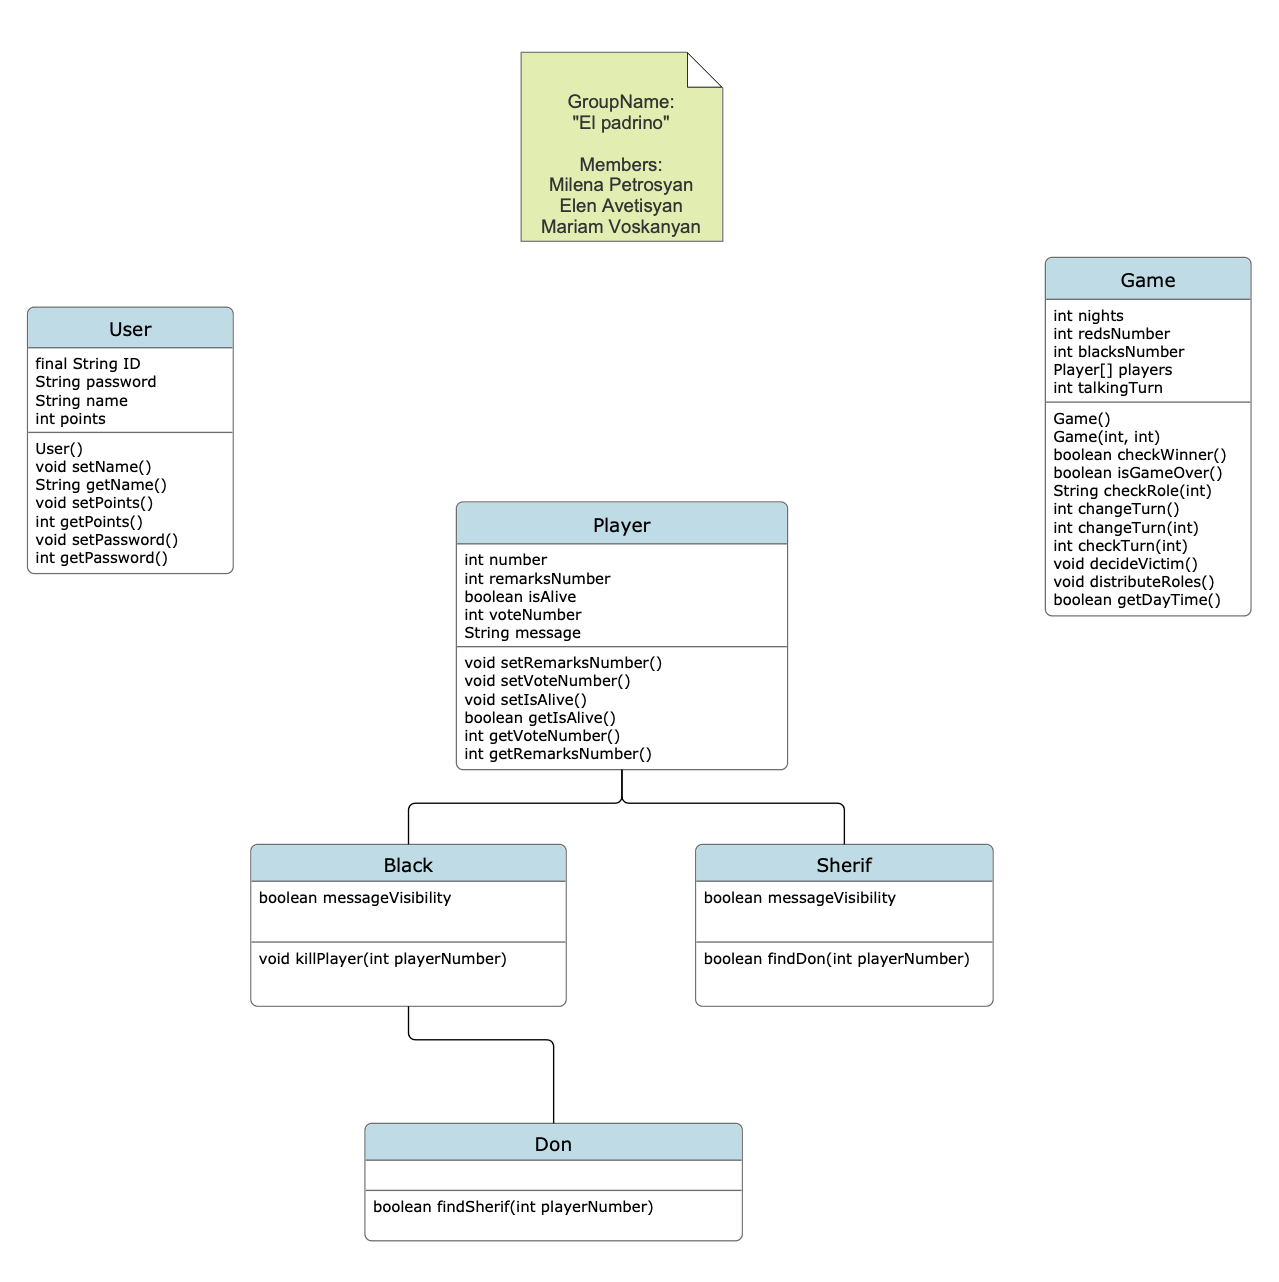 GroupName:
"El padrino"
Members:
Milena Petrosyan
Elen Avetisyan
Mariam Voskanyan
User
final String ID
String password
String name
int points
User()
void setName()
String getName()
void setPoints()
int getPoints()
void setPassword()
int getPassword()
Game
int nights
int redsNumber
int blacksNumber
Player[] players
int talkingTurn
Game()
Game(int, int)
boolean checkWinner()
boolean isGameOver()
String checkRole(int)
int changeTurn()
int changeTurn(int)
int checkTurn(int)
void decideVictim()
void distributeRoles()
boolean getDayTime()
Player
int number
int remarksNumber
boolean isAlive
int voteNumber
String message
void setRemarksNumber()
void setVoteNumber()
void setIsAlive()
boolean getIsAlive()
int getVoteNumber()
int getRemarksNumber()
Black
boolean messageVisibility
void killPlayer(int playerNumber)
Sherif
boolean messageVisibility
boolean findDon(int playerNumber)
Don
boolean findSherif(int playerNumber)